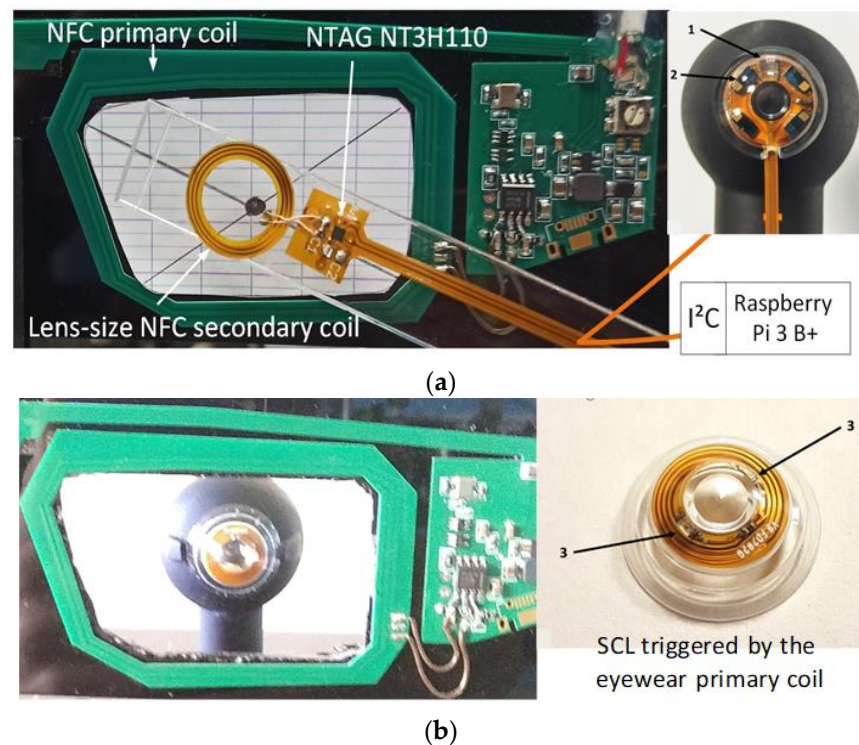 NFC primary coil
NTAG NT3H110
1
2
Lens-size NFC secondary coil
I²C
Raspberry
Pi 3 B+
(a)
3
3
SCL triggered by the
eyewear primary coil
(b)